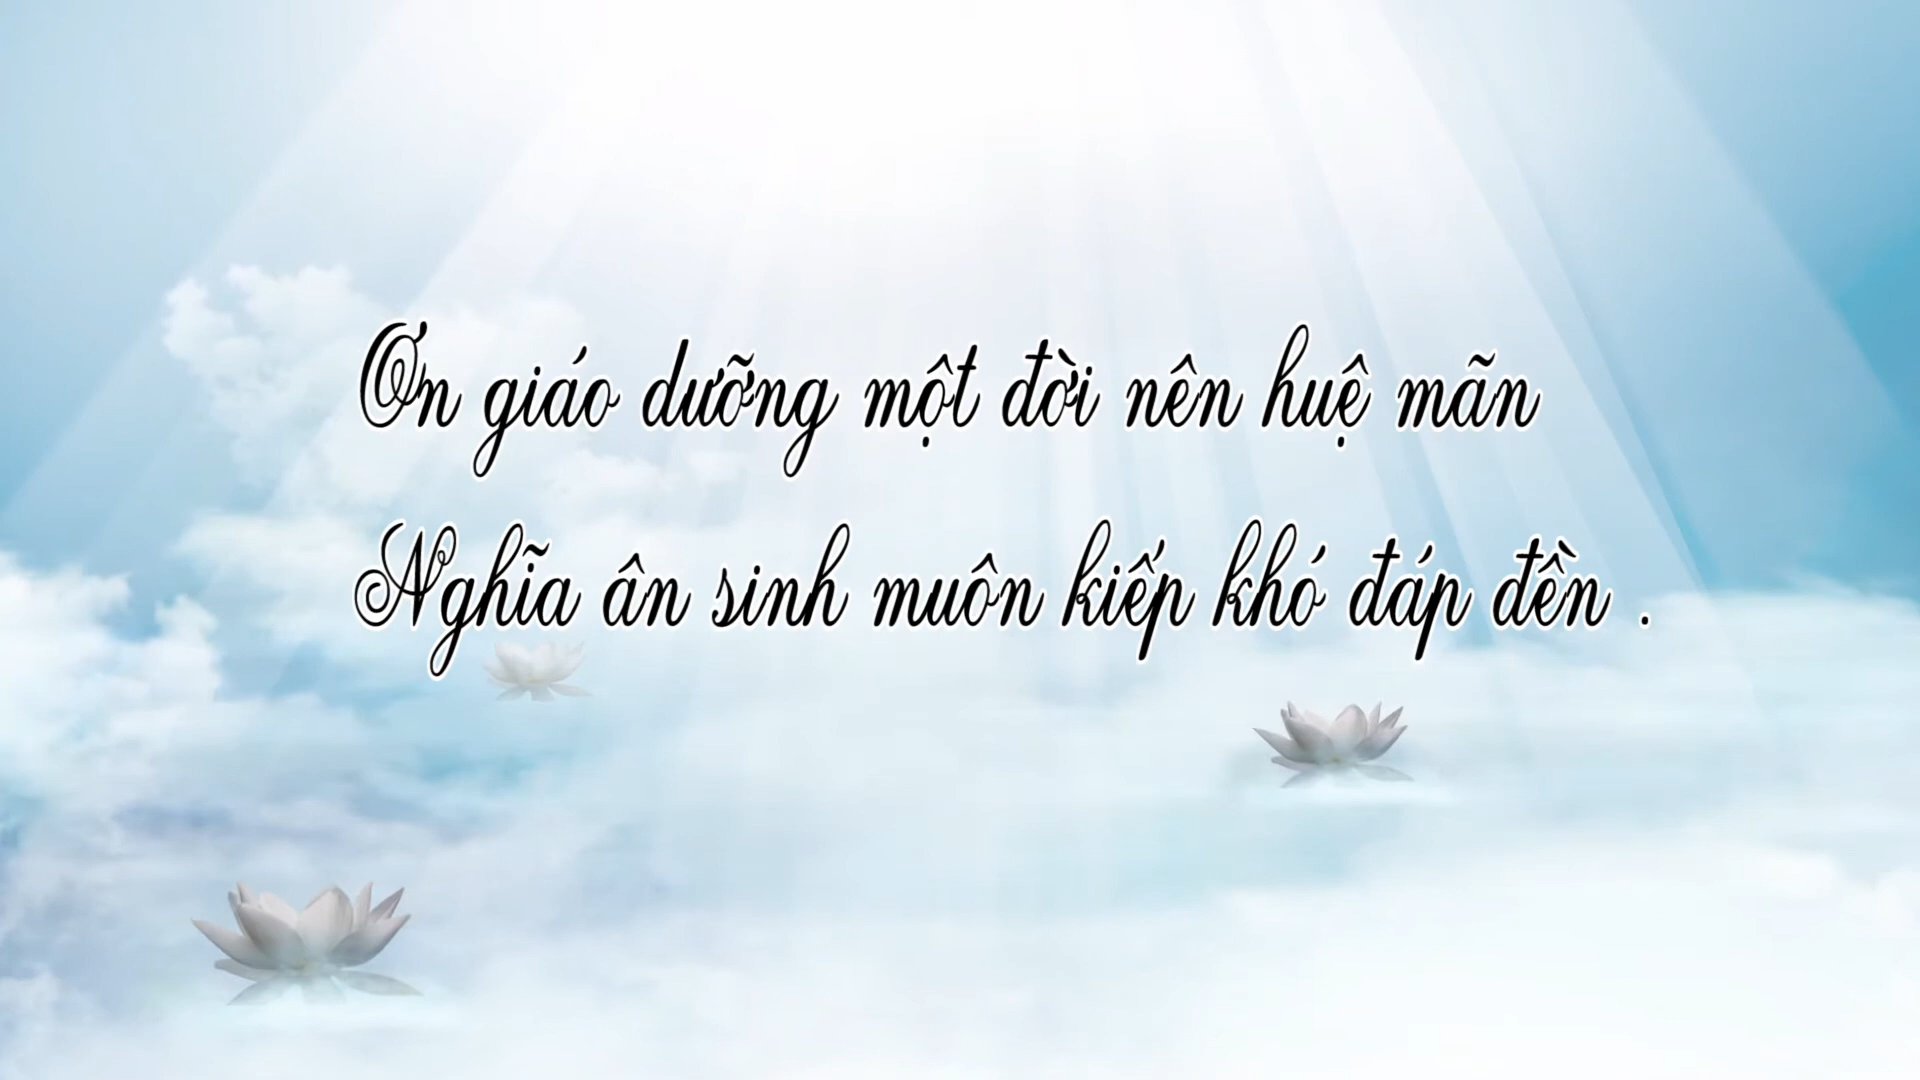 Ơn giáo dưỡng một đời nên huệ mãn
Nghĩa ân sinh muôn kiếp khó đáp đền .